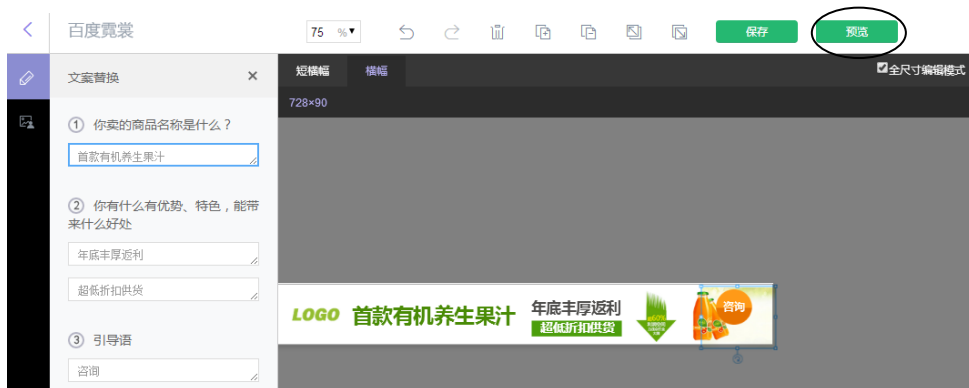 百度霓裳
75 %
保存
预览
文案替换
短横幅 横幅
全尺寸编辑模式
728×90
① 你卖的商品名称是什么？
首款有机养生果汁
② 你有什么有优势、特色，能带
来什么好处
年底丰厚返利
超低折扣供货
③ 引导语
咨询
LOGO 首款有机养生果汁
年底丰厚返利
超低折扣供货
咨询